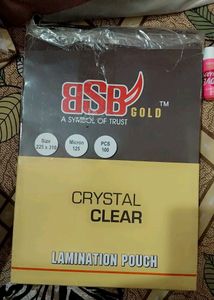 BSB GOLD ™
A SYMBOL OF TRUST
Size
225 x 310
Micron
125
PCS
100
CRYSTAL
CLEAR
LAMINATION POUCH